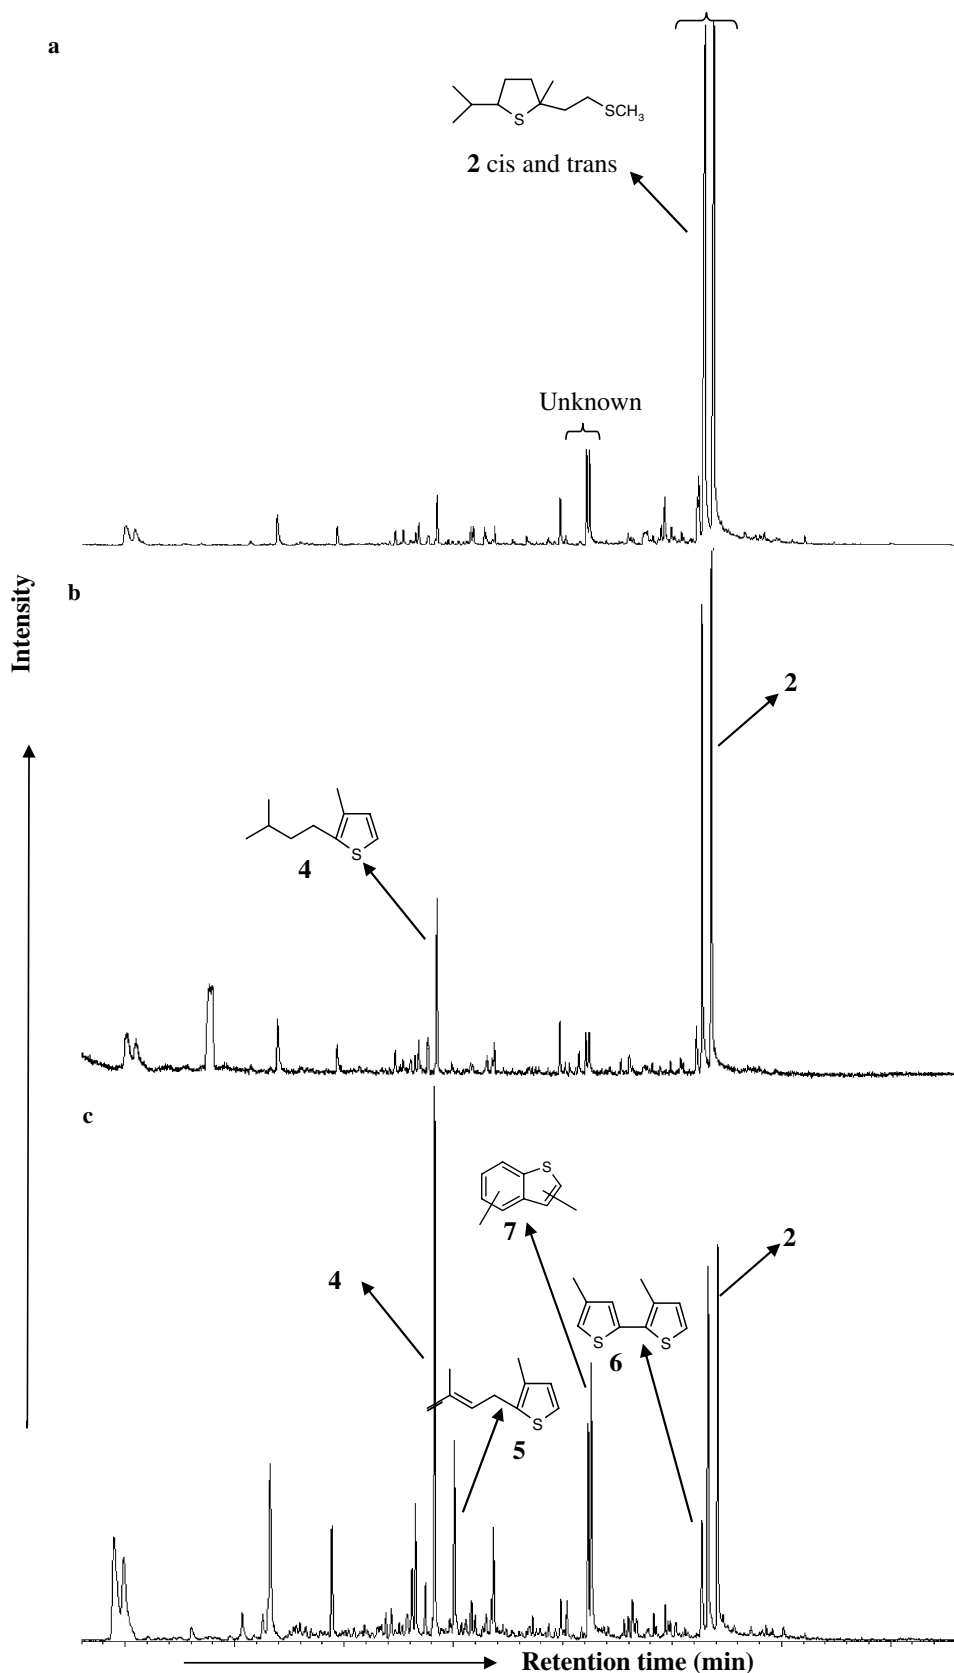 a
S
SCH3
2 cis and trans
Unknown
b
Intensity
2
S
4
c
S
7
2
4
S
S
6
S
5
Retention time (min)